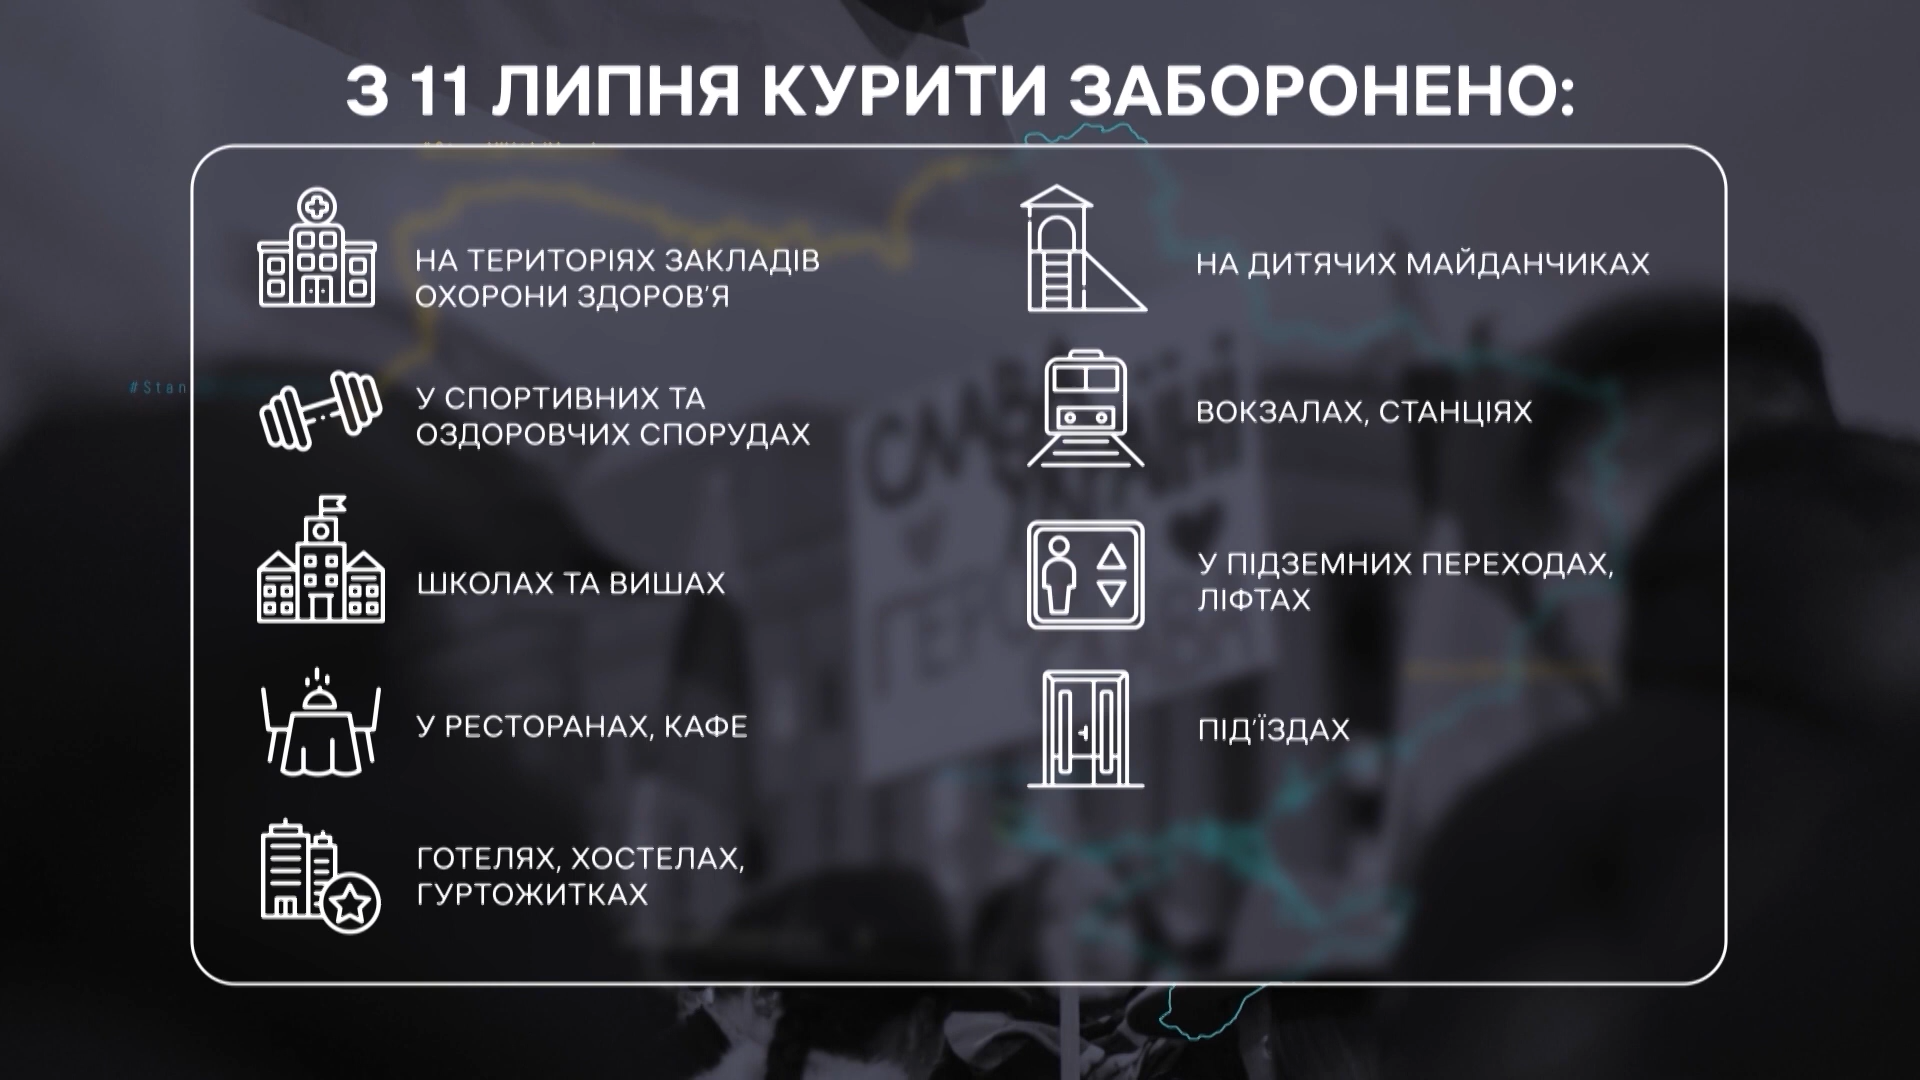 З 11 ЛИПНЯ КУРИТИ ЗАБОРОНЕНО:
НА ТЕРИТОРІЯХ ЗАКЛАДІВ
ОХОРОНИ ЗДОРОВ'Я
У СПОРТИВНИХ ТА
ОЗДОРОВЧИХ СПОРУДАХ
ШКОЛАХ ТА ВИШАХ
У РЕСТОРАНАХ, КАФЕ
ГОТЕЛЯХ, ХОСТЕЛАХ,
ГУРТОЖИТКАХ
НА ДИТЯЧИХ МАЙДАНЧИКАХ
ВОКЗАЛАХ, СТАНЦІЯХ
У ПІДЗЕМНИХ ПЕРЕХОДАХ,
ЛІФТАХ
ПІД'ЇЗДАХ
#Stan